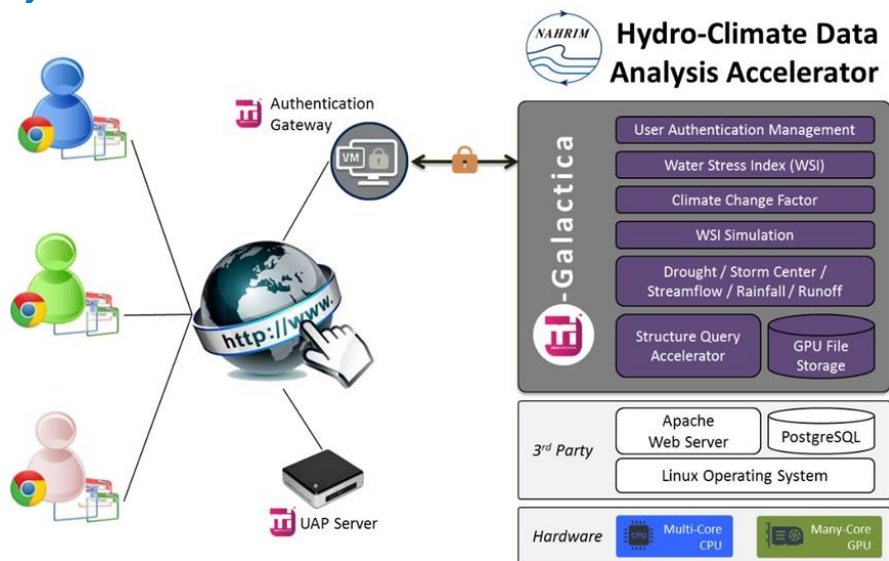 NAHRIM
Hydro-Climate Data
Analysis Accelerator
Authentication
Gateway
VM
http://www.
UAP Server
-Galactica
User Authentication Management
Water Stress Index (WSI)
Climate Change Factor
WSI Simulation
Drought / Storm Center /
Streamflow / Rainfall / Runoff
Structure Query
Accelerator
GPU File
Storage
3rd Party
Apache
Web Server
PostgreSQL
Linux Operating System
Hardware
CPU
Multi-Core
CPU
Many-Core
GPU